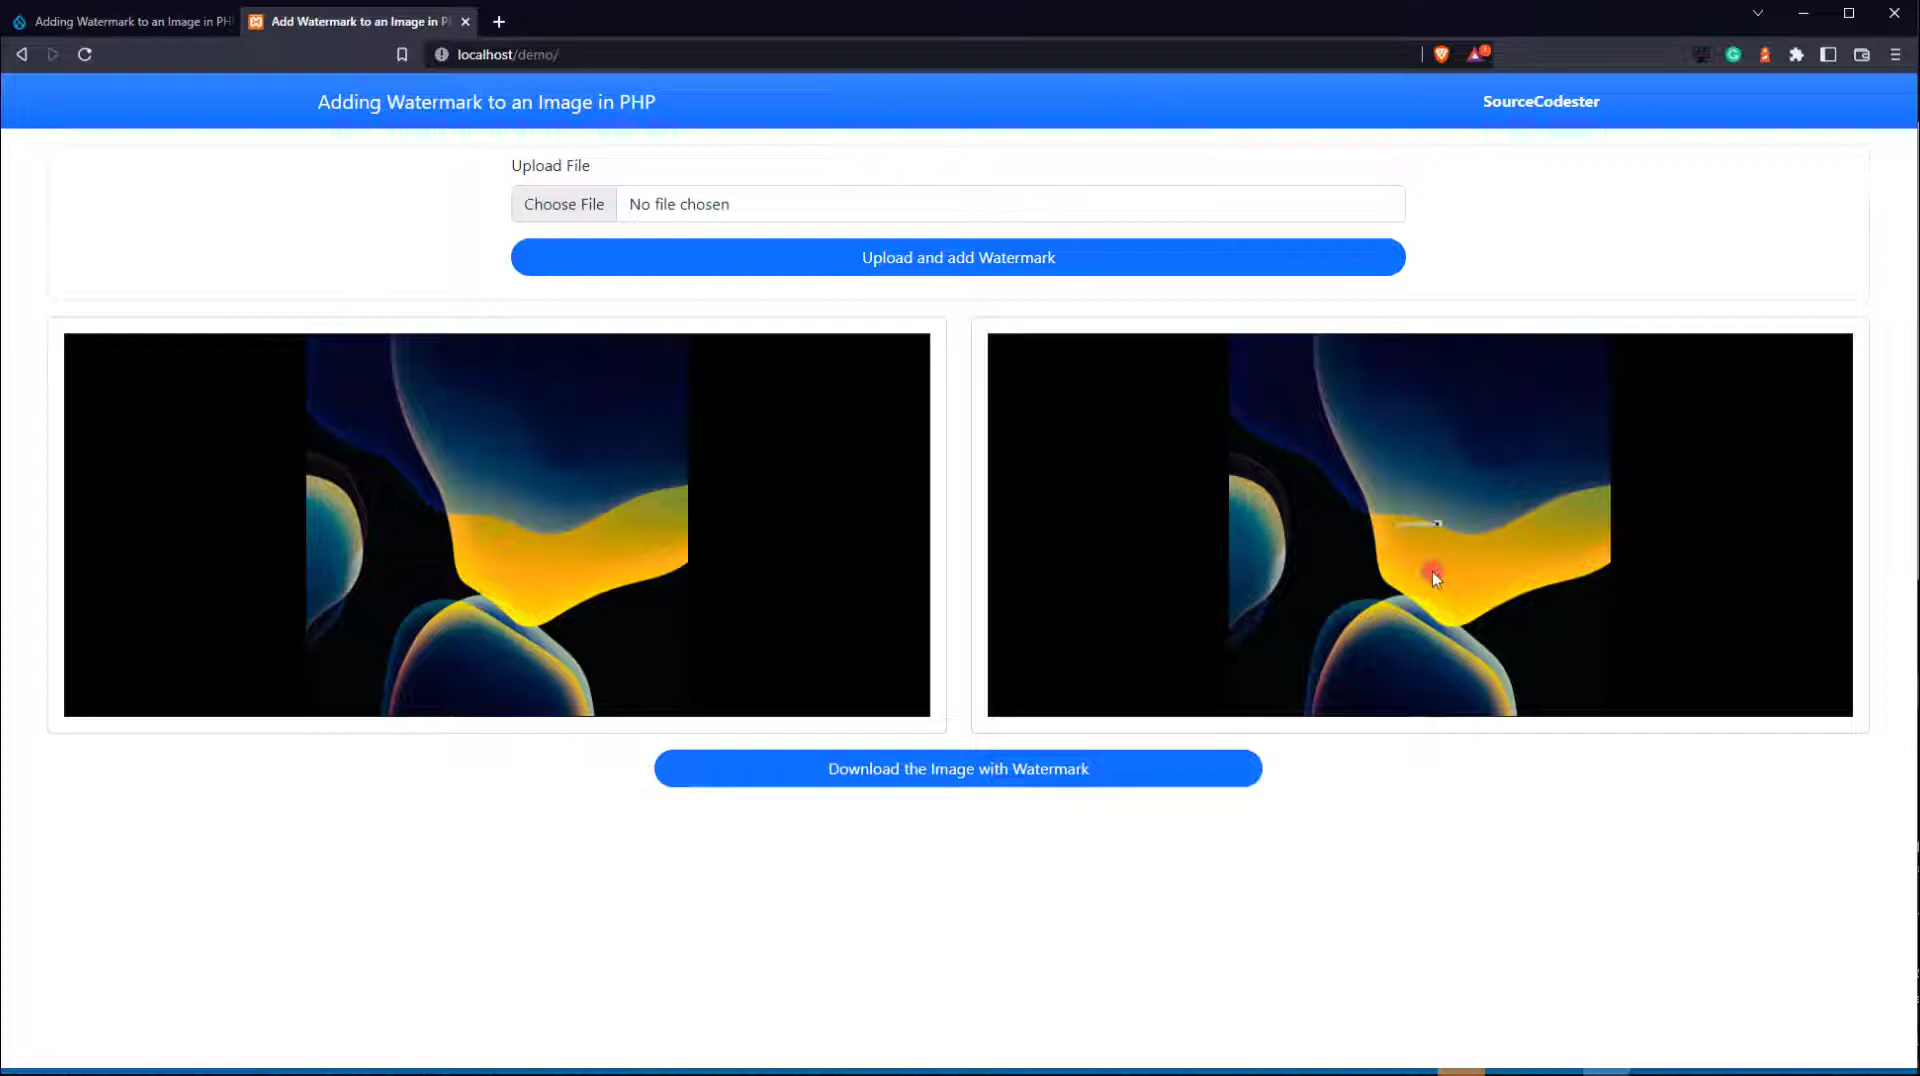 Adding Watermark to an Image in PH
Add Watermark to an Image in P
localhost/demo/
Adding Watermark to an Image in PHP
SourceCodester
Upload File
Choose File
No file chosen
Upload and add Watermark
Download the Image with Watermark